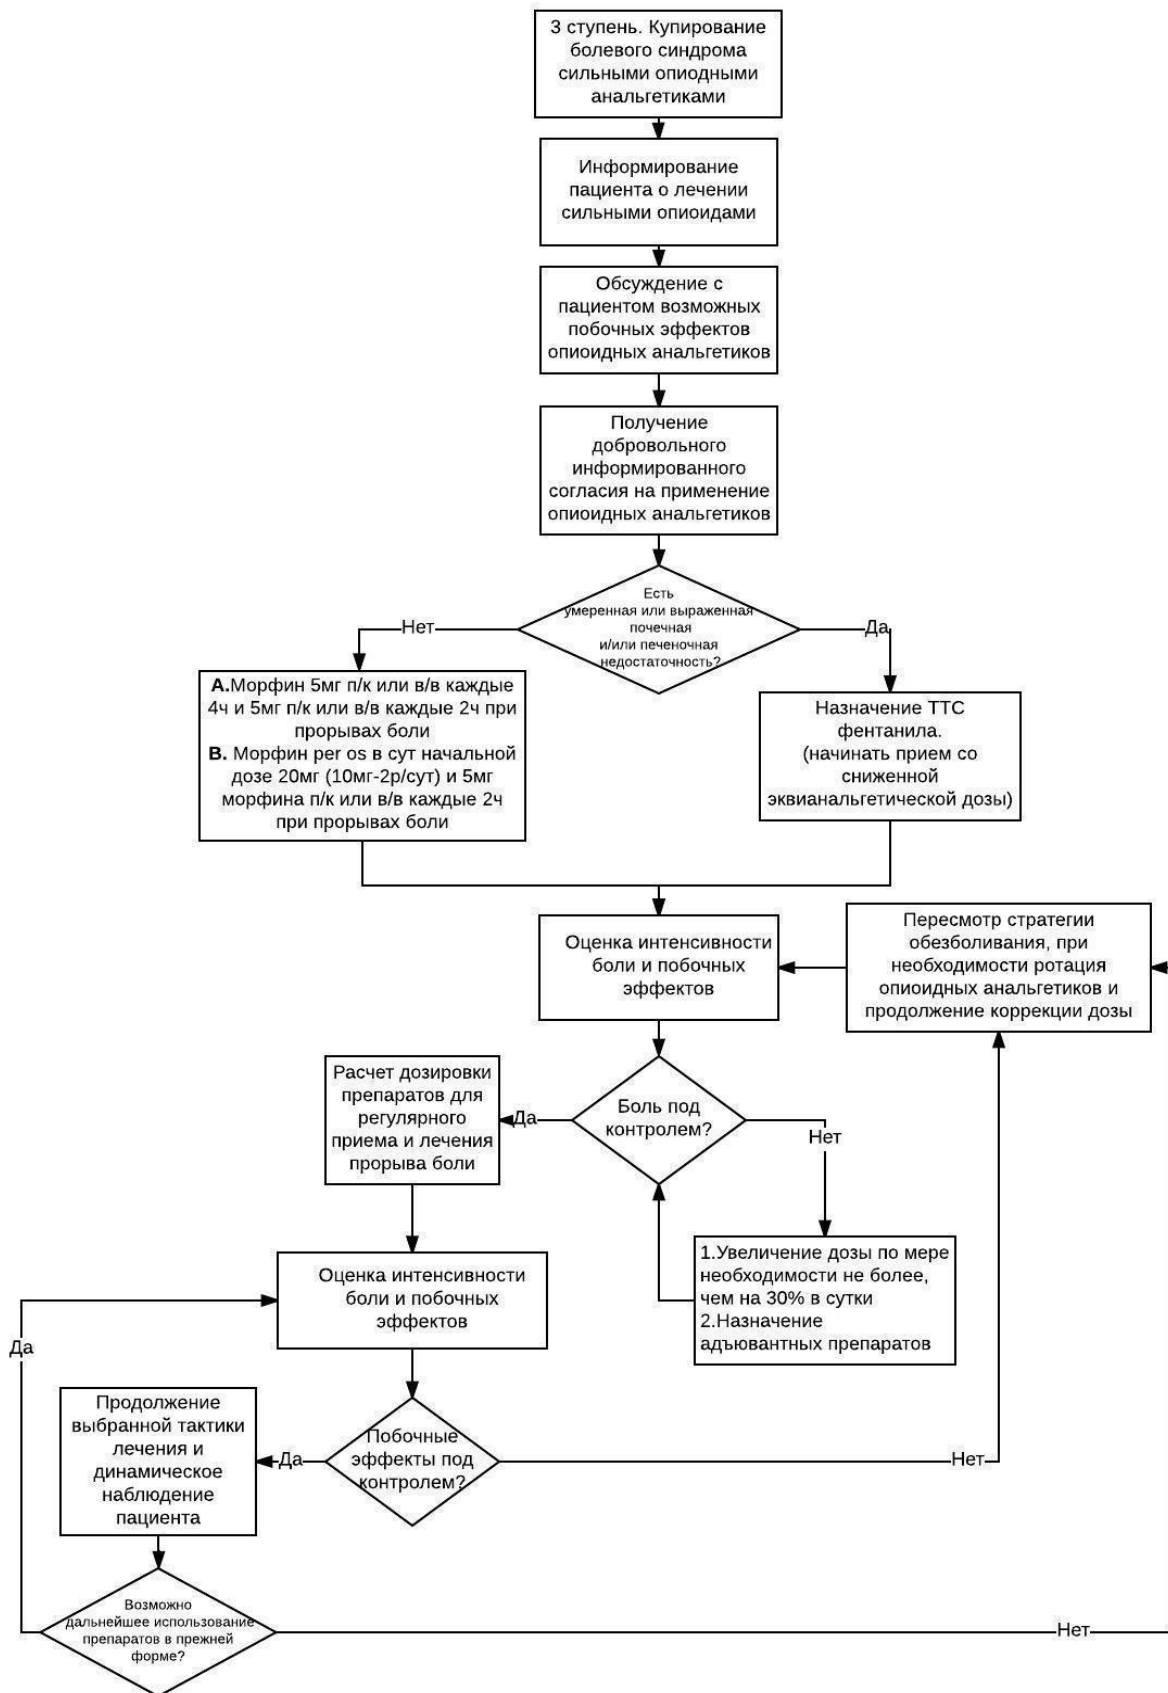 3 ступень. Купирование
болевого синдрома
сильными опиодными
анальгетиками
Информирование
пациента о лечении
сильными опиоидами
Обсуждение с
пациентом возможных
побочных эффектов
опиоидных анальгетиков
Получение
добровольного
информированного
согласия на применение
опиоидных анальгетиков
Есть
умеренная или выраженная
почечная
и/или печеночная
недостаточность?
Нет
Да
A.Морфин 5мг п/к или в/в каждые
4ч и 5мг п/к или в/в каждые 2ч при
прорывах боли
B. Морфин per os в сут начальной
дозе 20мг (10мг-2р/сут) и 5мг
морфина п/к или в/в каждые 2ч
при прорывах боли
Назначение ТТС
фентанила.
(начинать прием со
сниженной
эквианальгетической дозы)
Оценка интенсивности
боли и побочных
эффектов
Пересмотр стратегии
обезболивания, при
необходимости ротация
опиоидных анальгетиков и
продолжение коррекции дозы
Боль под
контролем?
Да
Нет
Расчет дозировки
препаратов для
регулярного
приема и лечения
прорыва боли
1.Увеличение дозы по мере
необходимости не более,
чем на 30% в сутки
2.Назначение
адъювантных препаратов
Оценка интенсивности
боли и побочных
эффектов
Да
Побочные
эффекты под
контролем?
Да
Нет
Продолжение
выбранной тактики
лечения и
динамическое
наблюдение
пациента
Возможно
дальнейшее использование
препаратов в прежней
форме?
Нет